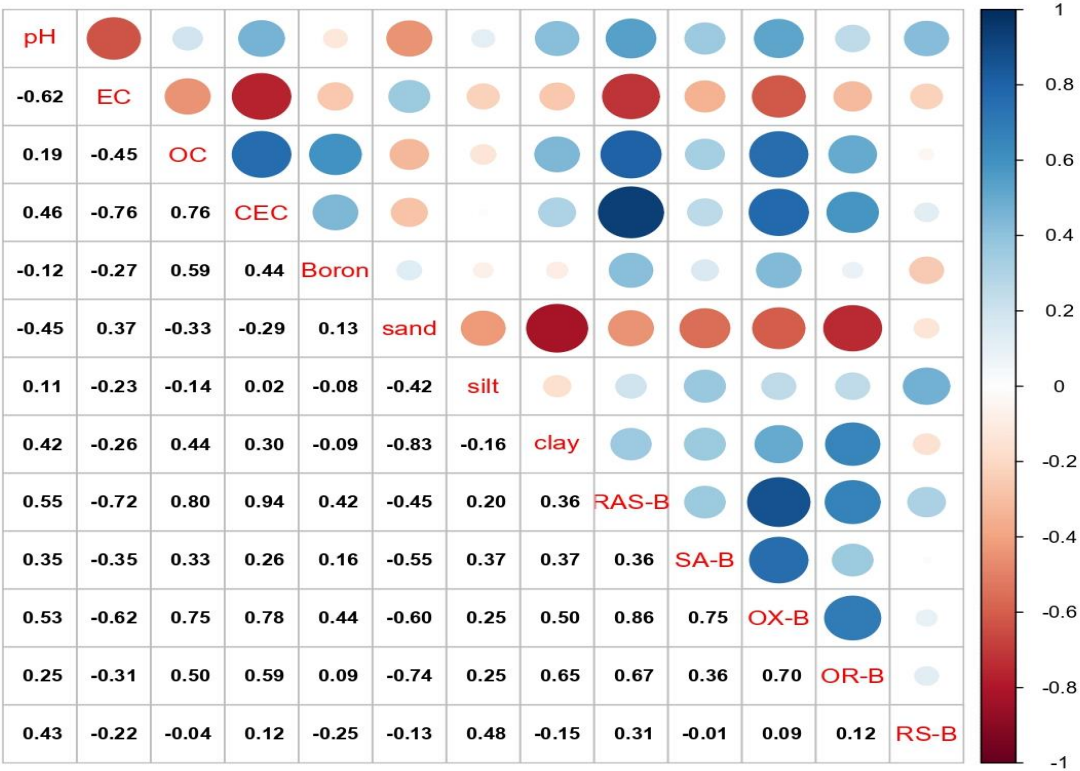 pH
-0.62 EC
0.19 -0.45 OC
0.46 -0.76 0.76 CEC
-0.12 -0.27 0.59 0.44 Boron
-0.45 0.37 -0.33 -0.29 0.13 sand
0.11 -0.23 -0.14 0.02 -0.08 -0.42 silt
0.42 -0.26 0.44 0.30 -0.09 -0.83 -0.16 clay
0.55 -0.72 0.80 0.94 0.42 -0.45 0.20 0.36 RAS-B
0.35 -0.35 0.33 0.26 0.16 -0.55 0.37 0.37 0.36 SA-B
0.53 -0.62 0.75 0.78 0.44 -0.60 0.25 0.50 0.86 0.75 OX-B
0.25 -0.31 0.50 0.59 0.09 -0.74 0.25 0.65 0.67 0.36 0.70 OR-B
0.43 -0.22 -0.04 0.12 -0.25 -0.13 0.48 -0.15 0.31 -0.01 0.09 0.12 RS-B
1
0.8
0.6
0.4
0.2
0
-0.2
-0.4
-0.6
-0.8
-1